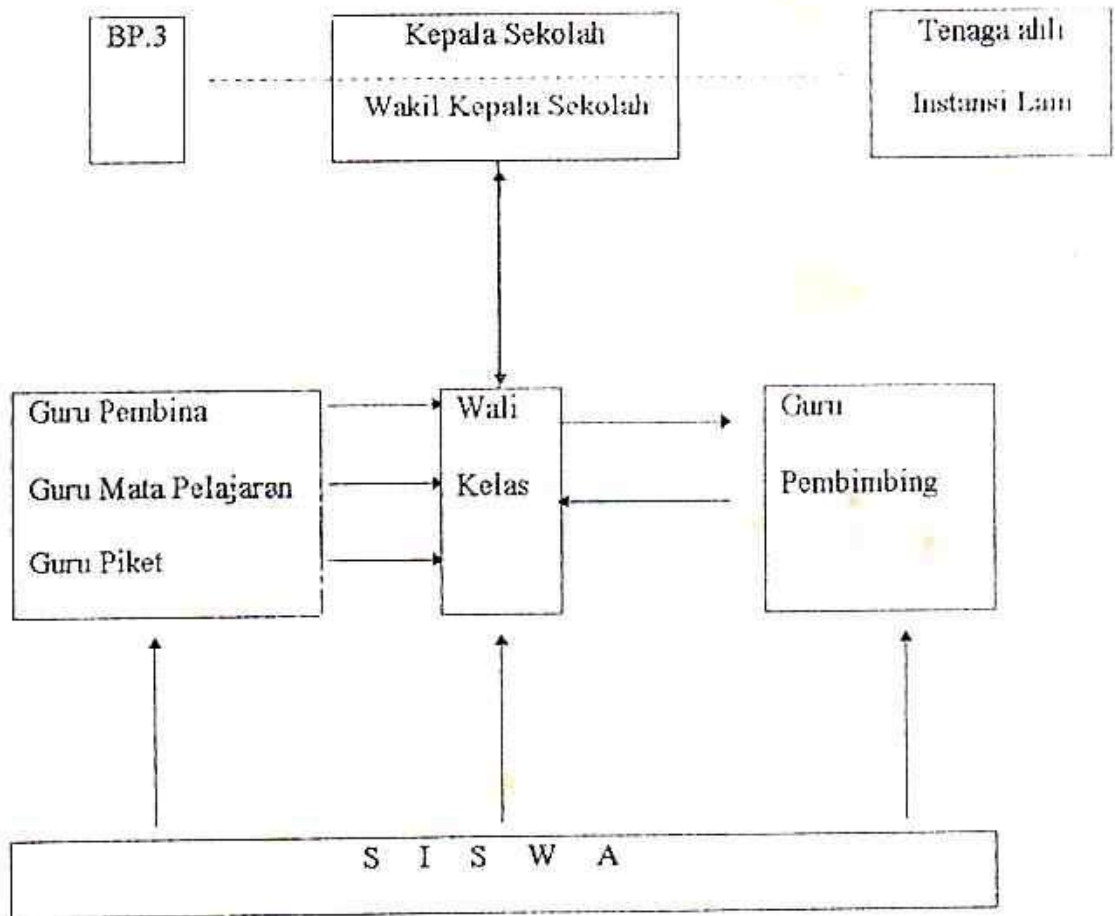 BP.3
Kepala Sekolah
Wakil Kepala Sekolah
Tenaga ahli
Instansi Lain
Guru Pembina
Guru Mata Pelajaran
Guru Piket
Wali
Kelas
Guru
Pembimbing
S I S W A